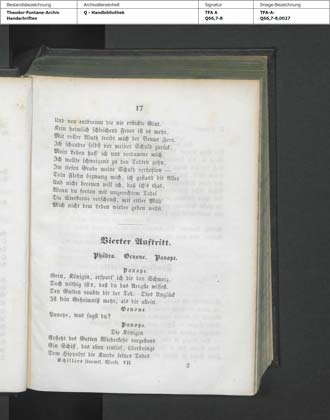 Bestandsbezeichnung
Theodor-Fontane-Archiv
Handschriften
Archivalieneinheit
Q - Handbibliothek
Signatur
TFA A
Q66,7-8
Image-Bezeichnung
TFA-A-
Q66,7-8,0027
17
Und neu entbrennt die nie erstickte Glut.
Kein heimlich schleichend Feuer ist es mehr,
Mit voller Wuth treibt mich der Venus Zorn.
Ich schaudre selbst vor meiner Schuld zurück,
Mein Leben haß' ich und verdamme mich,
Ich wollte schweigend zu den Todten gehn,
Im tiefen Grabe meine Schuld verhehlen —
Dein Flehn bezwang mich, ich gestand dir Alles
Und nicht bereuen will ich, daß ich's that,
Wenn du fortan mit ungerechtem Tadel
Die Sterbende verschonst, mit eitler Müh
Mich nicht dem Leben wieder geben willst.
Vierter Auftritt.
Phädra. Oenone. Panope.
Panope.
Gern, Königin, erspart' ich dir den Schmerz,
Doch nöthig ist's, daß du das Aergste wissest.
Den Gatten raubte dir der Tod. Dies Unglück
Ist kein Geheimniß mehr, als dir allein.
Oenone
Panope, was sagst du?
Panope.
Die Königin
Erfleht des Gatten Wiederkehr vergebens
Ein Schiff, das eben einlief, überbringt
Dem Hippolyt die Kunde seines Todes
Schillers sämmtl. Werke VII.
2